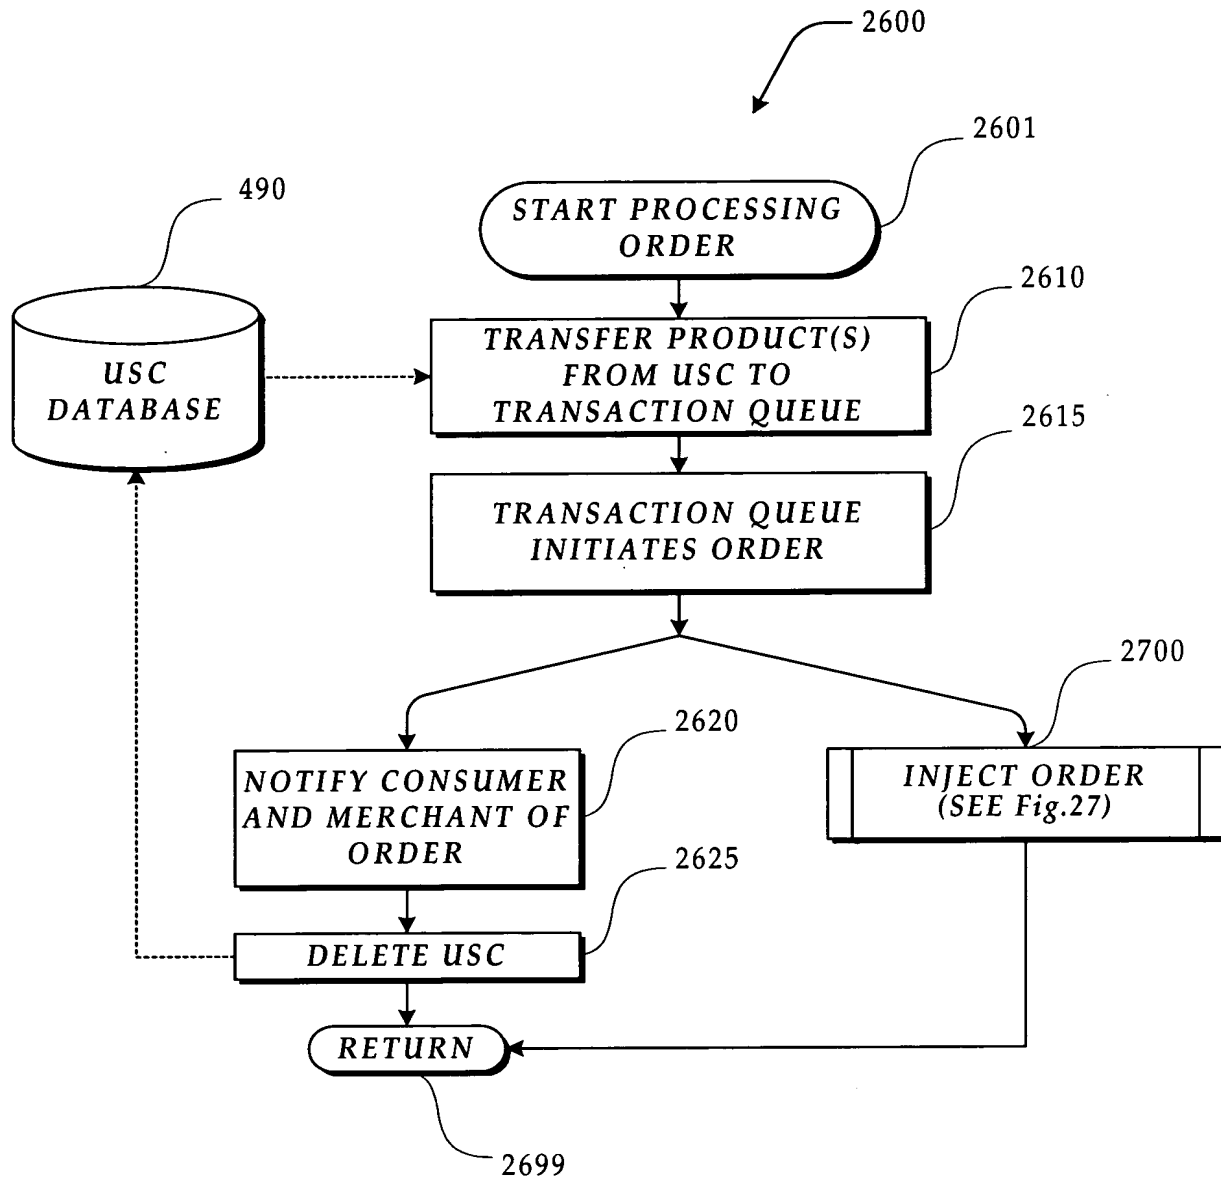 2600
2601
START PROCESSING
ORDER
490
2610
USC
DATABASE
TRANSFER PRODUCT(S)
FROM USC TO
TRANSACTION QUEUE
2615
TRANSACTION QUEUE
INITIATES ORDER
2700
2620
NOTIFY CONSUMER
AND MERCHANT OF
ORDER
INJECT ORDER
(SEE Fig.27)
2625
DELETE USC
RETURN
2699